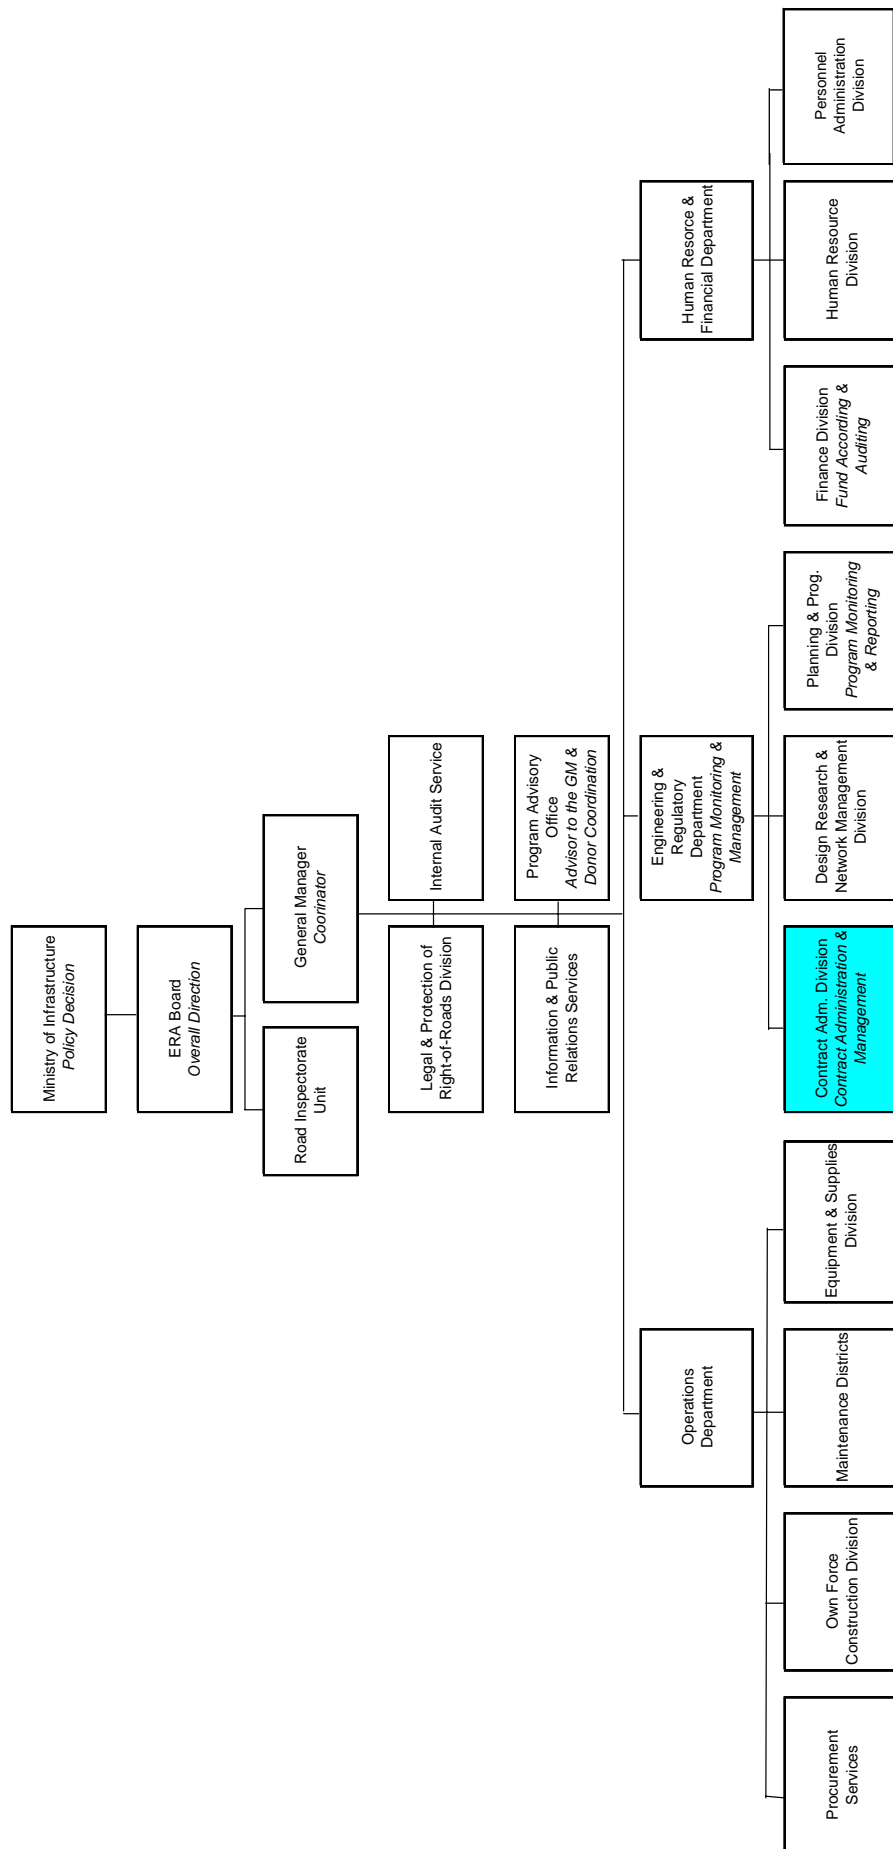 Ministry of Infrastructure
Policy Decision
ERA Board
Overall Direction
Road Inspectorate
Unit
General Manager
Coorinator
Legal & Protection of
Right-of-Roads Division
Internal Audit Service
Information & Public
Relations Services
Program Advisory
Office
Advisor to the GM &
Donor Coordination
Operations
Department
Engineering &
Regulatory
Department
Program Monitoring &
Management
Human Resorce &
Financial Department
Procurement
Services
Own Force
Construction Division
Maintenance Districts
Equipment & Supplies
Division
Contract Adm. Division
Contract Administration &
Management
Design Research &
Network Management
Division
Planning & Prog.
Division
Program Monitoring
& Reporting
Finance Division
Fund According &
Auditing
Human Resource
Division
Personnel
Administration
Division